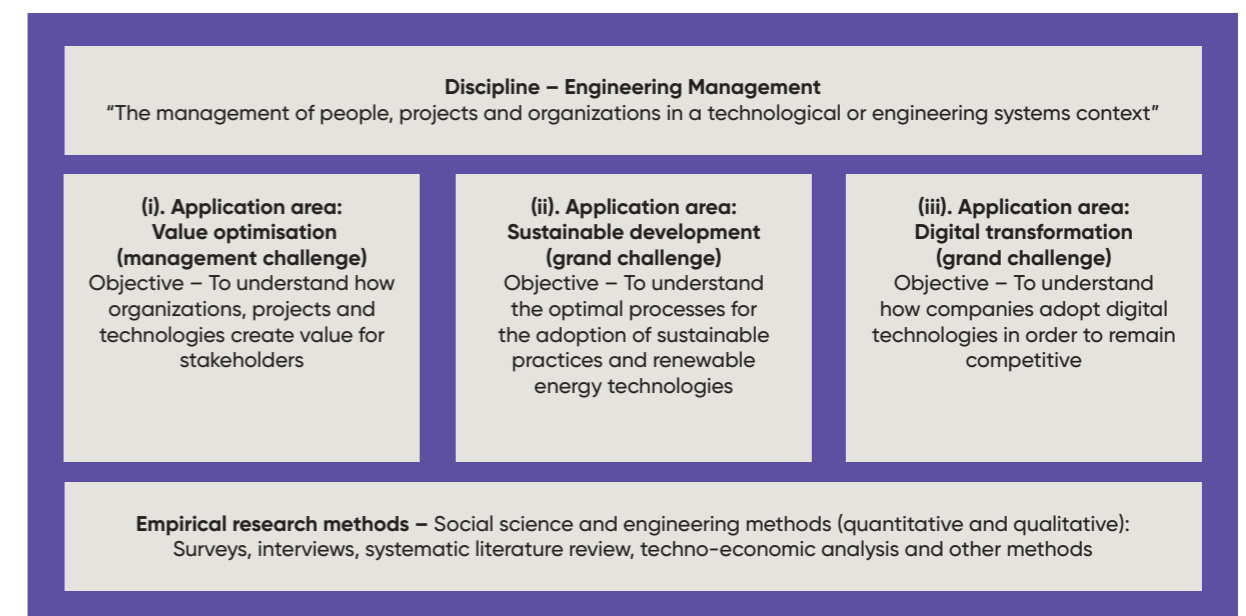 Discipline – Engineering Management
“The management of people, projects and organizations in a technological or engineering systems context”
(i). Application area:
Value optimisation
(management challenge)
Objective – To understand how
organizations, projects and
technologies create value for
stakeholders
(ii). Application area:
Sustainable development
(grand challenge)
Objective – To understand
the optimal processes for
the adoption of sustainable
practices and renewable
energy technologies
(iii). Application area:
Digital transformation
(grand challenge)
Objective – To understand
how companies adopt digital
technologies in order to remain
competitive
Empirical research methods – Social science and engineering methods (quantitative and qualitative):
Surveys, interviews, systematic literature review, techno-economic analysis and other methods